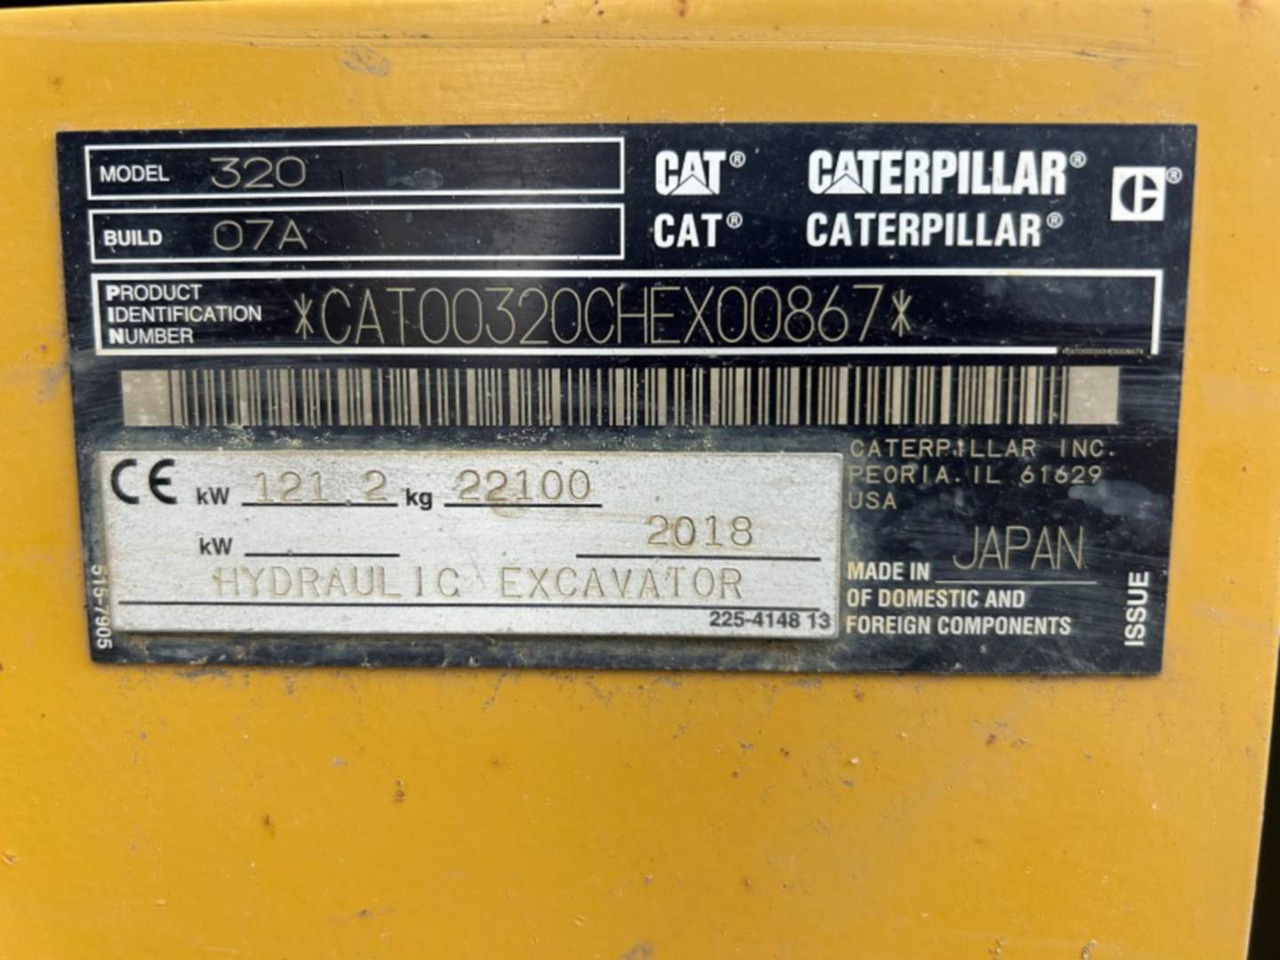 MODEL 320
BUILD 07A
CAT® CATERPILLAR® ®
CAT® CATERPILLAR®
PRODUCT
IDENTIFICATION
NUMBER
*CAT00320CHEX00867*
CE kW 121.2 kg 22100
kW 2018
HYDRAULIC EXCAVATOR
225-4148 13
515-7905
CATERPILLAR INC.
PEORIA.IL 61629
USA
MADE IN JAPAN
OF DOMESTIC AND
FOREIGN COMPONENTS
ISSUE